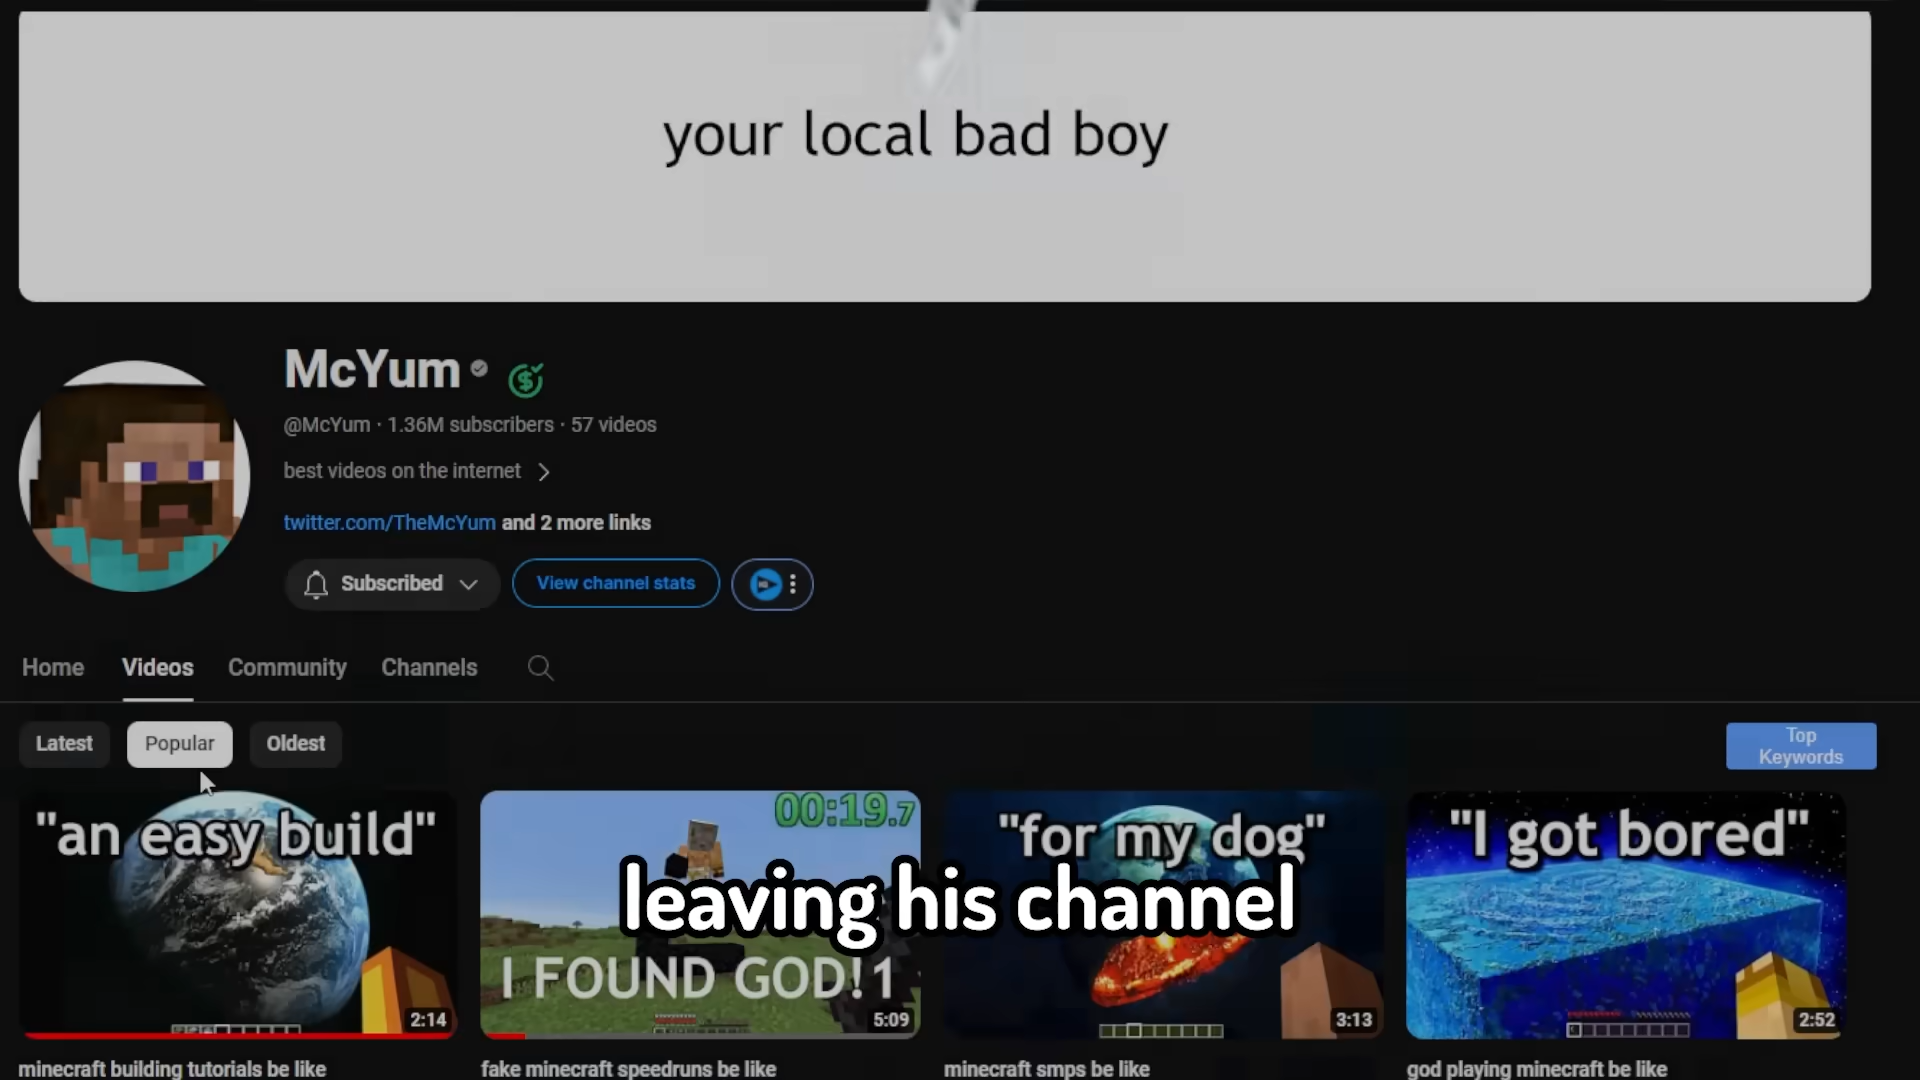 your local bad boy
McYum
@McYum · 1.36M subscribers · 57 videos
best videos on the internet
twitter.com/TheMcYum and 2 more links
Subscribed
View channel stats
Home
Videos
Community
Channels
Latest
Popular
Oldest
Top
Keywords
"an easy build"
2:14
00:19.7
I FOUND GOD!1
5:09
"for my dog"
3:13
"I got bored"
2:52
leaving his channel
minecraft building tutorials be like
fake minecraft speedruns be like
minecraft smps be like
god playing minecraft be like